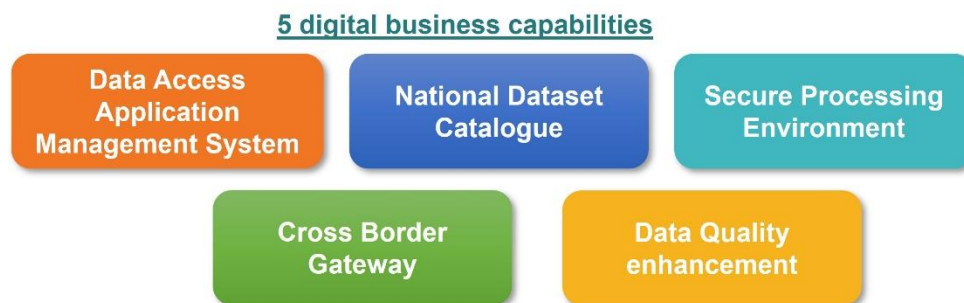 5 digital business capabilities
Data Access
Application
Management System
National Dataset
Catalogue
Secure Processing
Environment
Cross Border
Gateway
Data Quality
enhancement